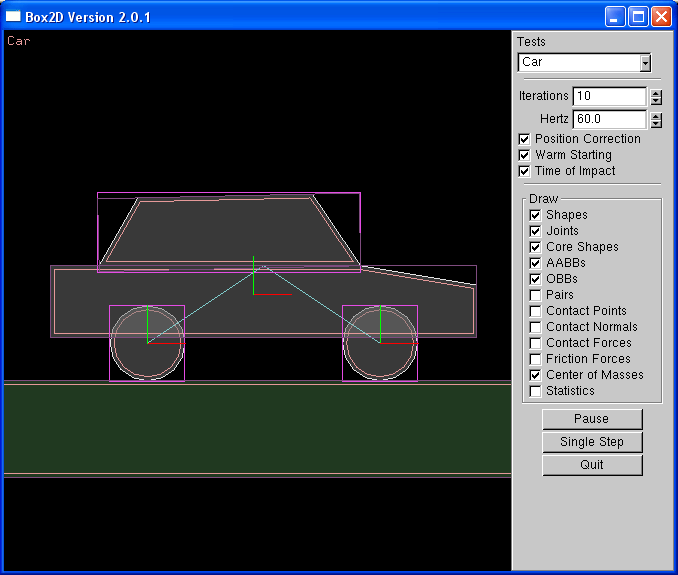 Box2D Version 2.0.1
Car
Tests
Car
Iterations 10
Hertz 60.0
Position Correction
Warm Starting
Time of Impact
Draw
Shapes
Joints
Core Shapes
AABBs
OBBs
Pairs
Contact Points
Contact Normals
Contact Forces
Friction Forces
Center of Masses
Statistics
Pause
Single Step
Quit